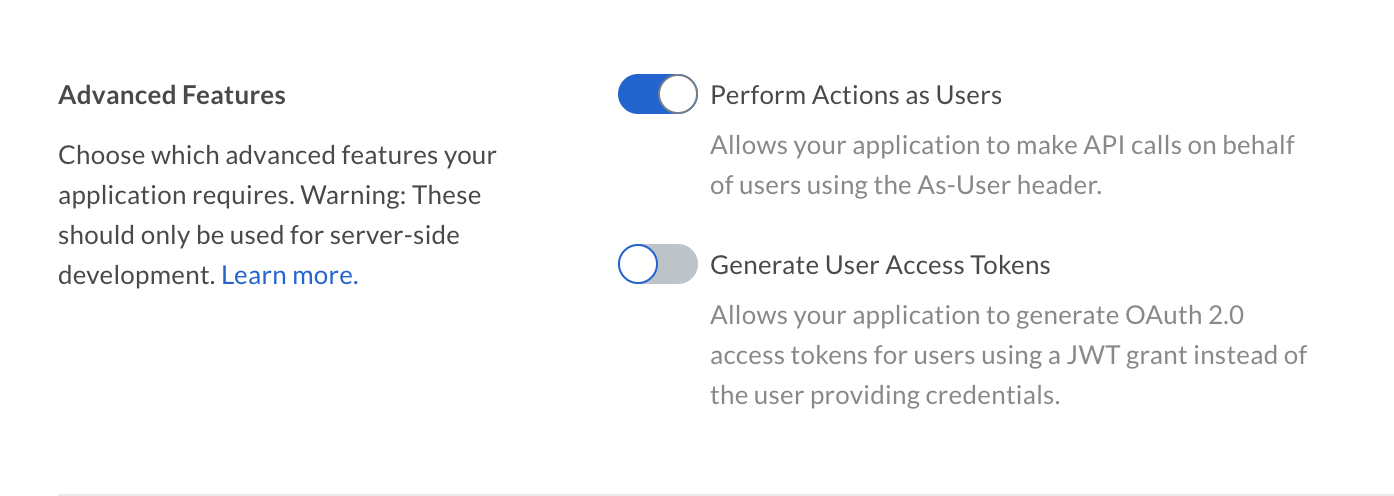 Advanced Features
Choose which advanced features your
application requires. Warning: These
should only be used for server-side
development. Learn more.
Perform Actions as Users
Allows your application to make API calls on behalf
of users using the As-User header.
Generate User Access Tokens
Allows your application to generate OAuth 2.0
access tokens for users using a JWT grant instead of
the user providing credentials.